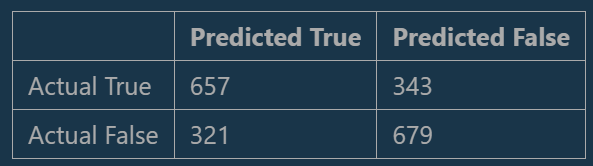 Predicted True Predicted False
Actual True 657 343
Actual False 321 679